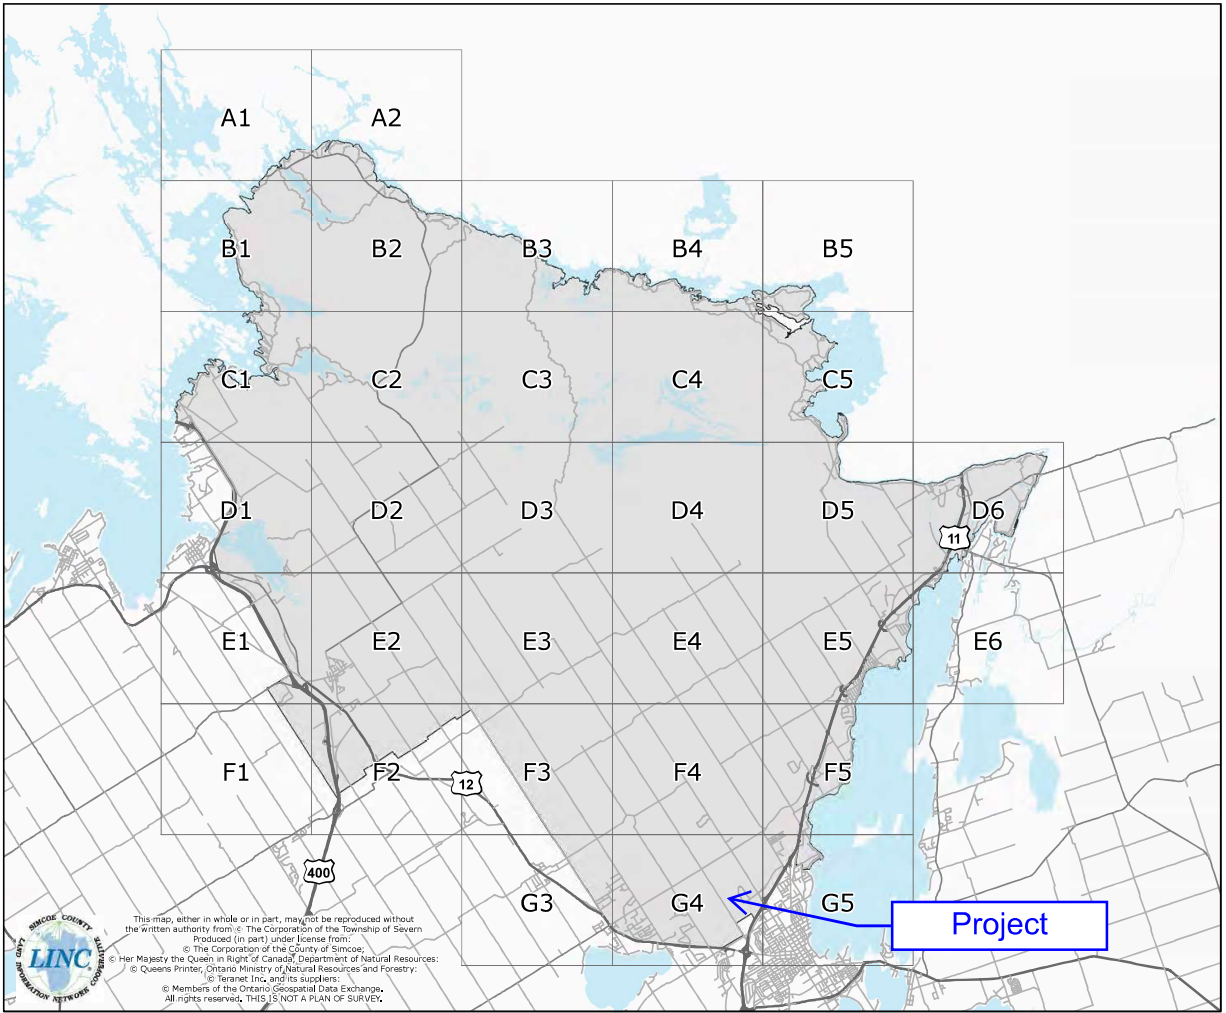 A1 A2
B1 B2 B3 B4 B5
C1 C2 C3 C4 C5
D1 D2 D3 D4 D5 D6
11
E1 E2 E3 E4 E5 E6
F1 F2 F3 F4 F5
12
400
G3 G4 G5
Project
SIMCOE COUNTY
LAND INFORMATION NETWORK COOPERATIVE
LINC
This map, either in whole or in part, may not be reproduced without
the written authority from © The Corporation of the Township of Severn
Produced (in part) under license from:
© The Corporation of the County of Simcoe;
© Her Majesty the Queen in Right of Canada, Department of Natural Resources:
© Queens Printer, Ontario Ministry of Natural Resources and Forestry:
© Teranet Inc. and its suppliers:
© Members of the Ontario Geospatial Data Exchange.
All rights reserved. THIS IS NOT A PLAN OF SURVEY.